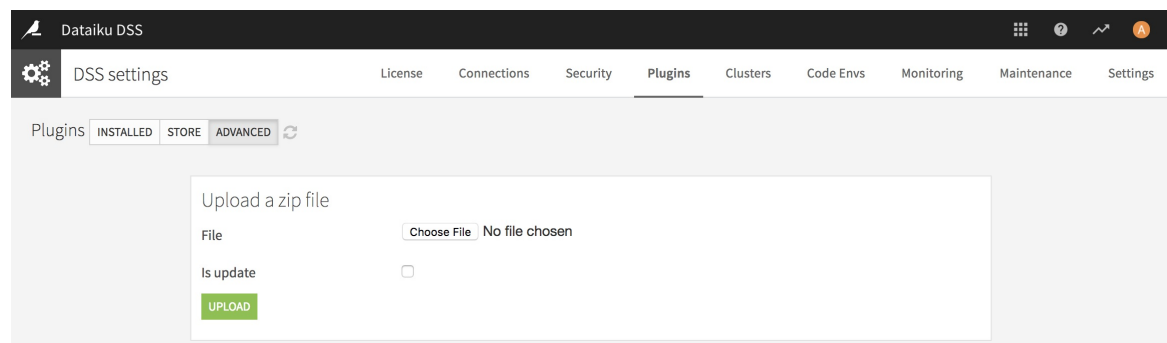 Dataiku DSS
A
DSS settings License Connections Security Plugins Clusters Code Envs Monitoring Maintenance Settings
Plugins INSTALLED STORE ADVANCED
Upload a zip file
File Choose File No file chosen
Is update
UPLOAD